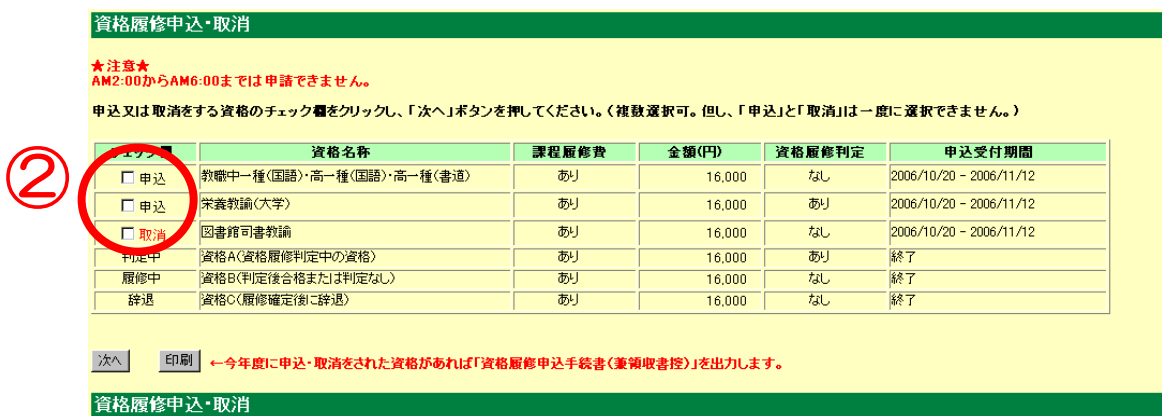 資格履修申込・取消
★注意★
AM2:00からAM6:00までは申請できません。
申込又は取消をする資格のチェック欄をクリックし、「次へ」ボタンを押してください。（複数選択可。但し、「申込」と「取消」は一度に選択できません。）
チェック欄 資格名称 課程履修費 金額(円) 資格履修判定 申込受付期間
②
申込 教職中一種(国語)・高一種(国語)・高一種(書道) あり 16,000 なし 2006/10/20 - 2006/11/12
申込 栄養教諭(大学) あり 16,000 あり 2006/10/20 - 2006/11/12
取消 図書館司書教諭 あり 16,000 なし 2006/10/20 - 2006/11/12
判定中 資格A(資格履修判定中の資格) あり 16,000 あり 終了
履修中 資格B(判定後合格または判定なし) あり 16,000 なし 終了
辞退 資格C(履修確定後に辞退) あり 16,000 なし 終了
次へ 印刷 ←今年度に申込・取消をされた資格があれば「資格履修申込手続書(兼領収書控)」を出力します。
資格履修申込・取消